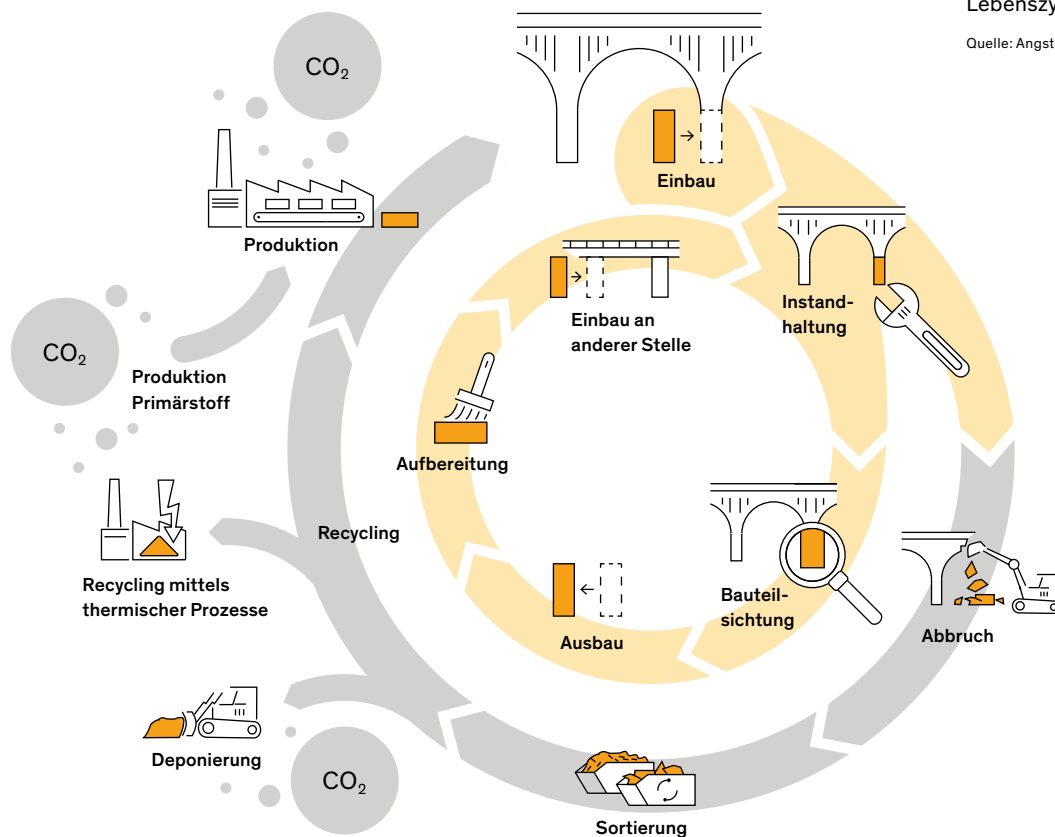 Lebenszy
Quelle: Angst
CO₂
Einbau
Produktion
Einbau an
anderer Stelle
Instand-
haltung
CO₂
Produktion
Primärstoff
Aufbereitung
Recycling
Recycling mittels
thermischer Prozesse
Bauteil-
sichtung
Ausbau
Abbruch
Deponierung
CO₂
Sortierung